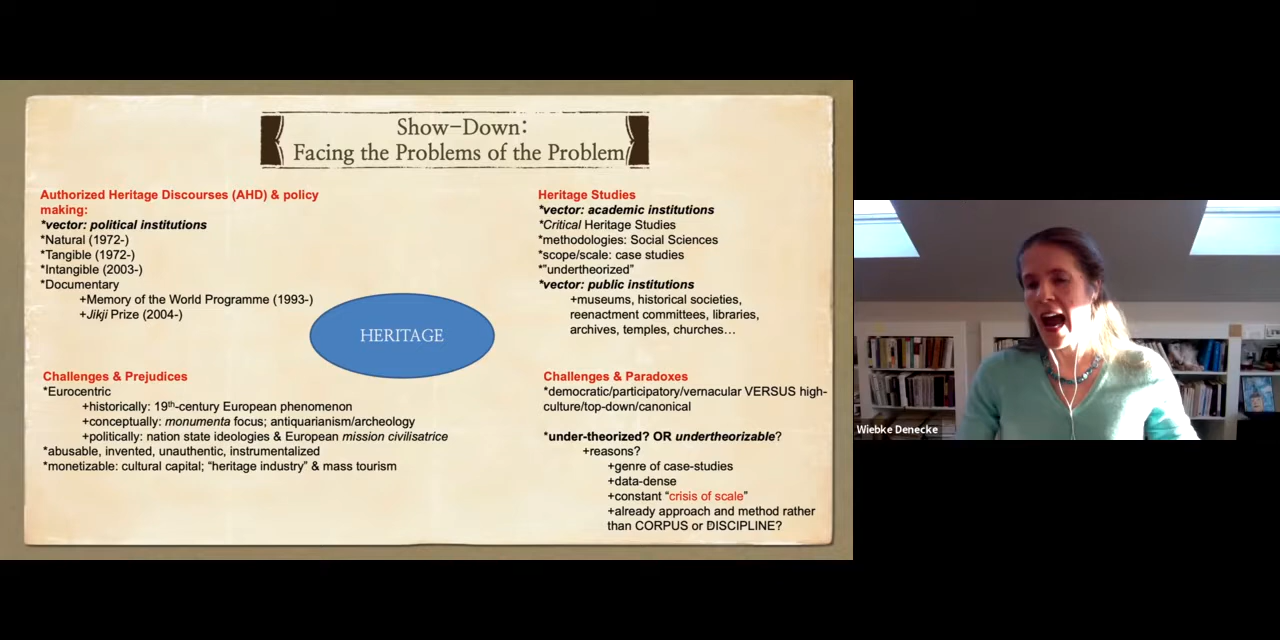 Show-Down:
Facing the Problems of the Problem
Authorized Heritage Discourses (AHD) & policy
making:
*vector: political institutions
*Natural (1972-)
*Tangible (1972-)
*Intangible (2003-)
*Documentary
+Memory of the World Programme (1993-)
+Jikji Prize (2004-)
HERITAGE
Challenges & Prejudices
*Eurocentric
+historically: 19th-century European phenomenon
+conceptually: monumenta focus; antiquarianism/archeology
+politically: nation state ideologies & European mission civilisatrice
*abusable, invented, unauthentic, instrumentalized
*monetizable: cultural capital; “heritage industry” & mass tourism
Heritage Studies
*vector: academic institutions
*Critical Heritage Studies
*methodologies: Social Sciences
*scope/scale: case studies
*”undertheorized”
*vector: public institutions
+museums, historical societies,
reenactment committees, libraries,
archives, temples, churches…
Challenges & Paradoxes
*democratic/participatory/vernacular VERSUS high-
culture/top-down/canonical
*under-theorized? OR undertheorizable?
+reasons?
+genre of case-studies
+data-dense
+constant “crisis of scale”
+already approach and method rather
than CORPUS or DISCIPLINE?
Wiebke Denecke